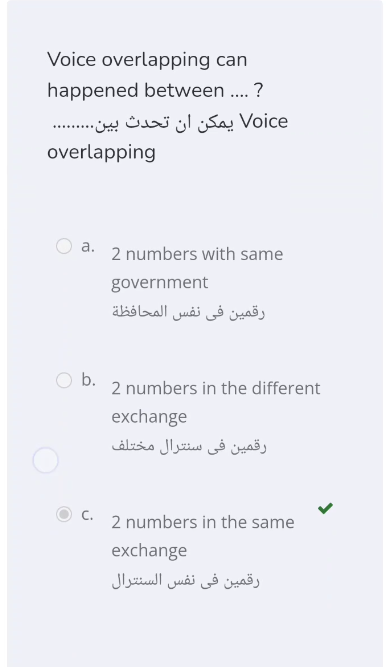 Voice overlapping can
happened between .... ?
Voice يمكن ان تحدث بين.........
overlapping
a. 2 numbers with same
government
رقمين فى نفس المحافظة
b. 2 numbers in the different
exchange
رقمين فى سنترال مختلف
c. 2 numbers in the same
exchange
رقمين فى نفس السنترال